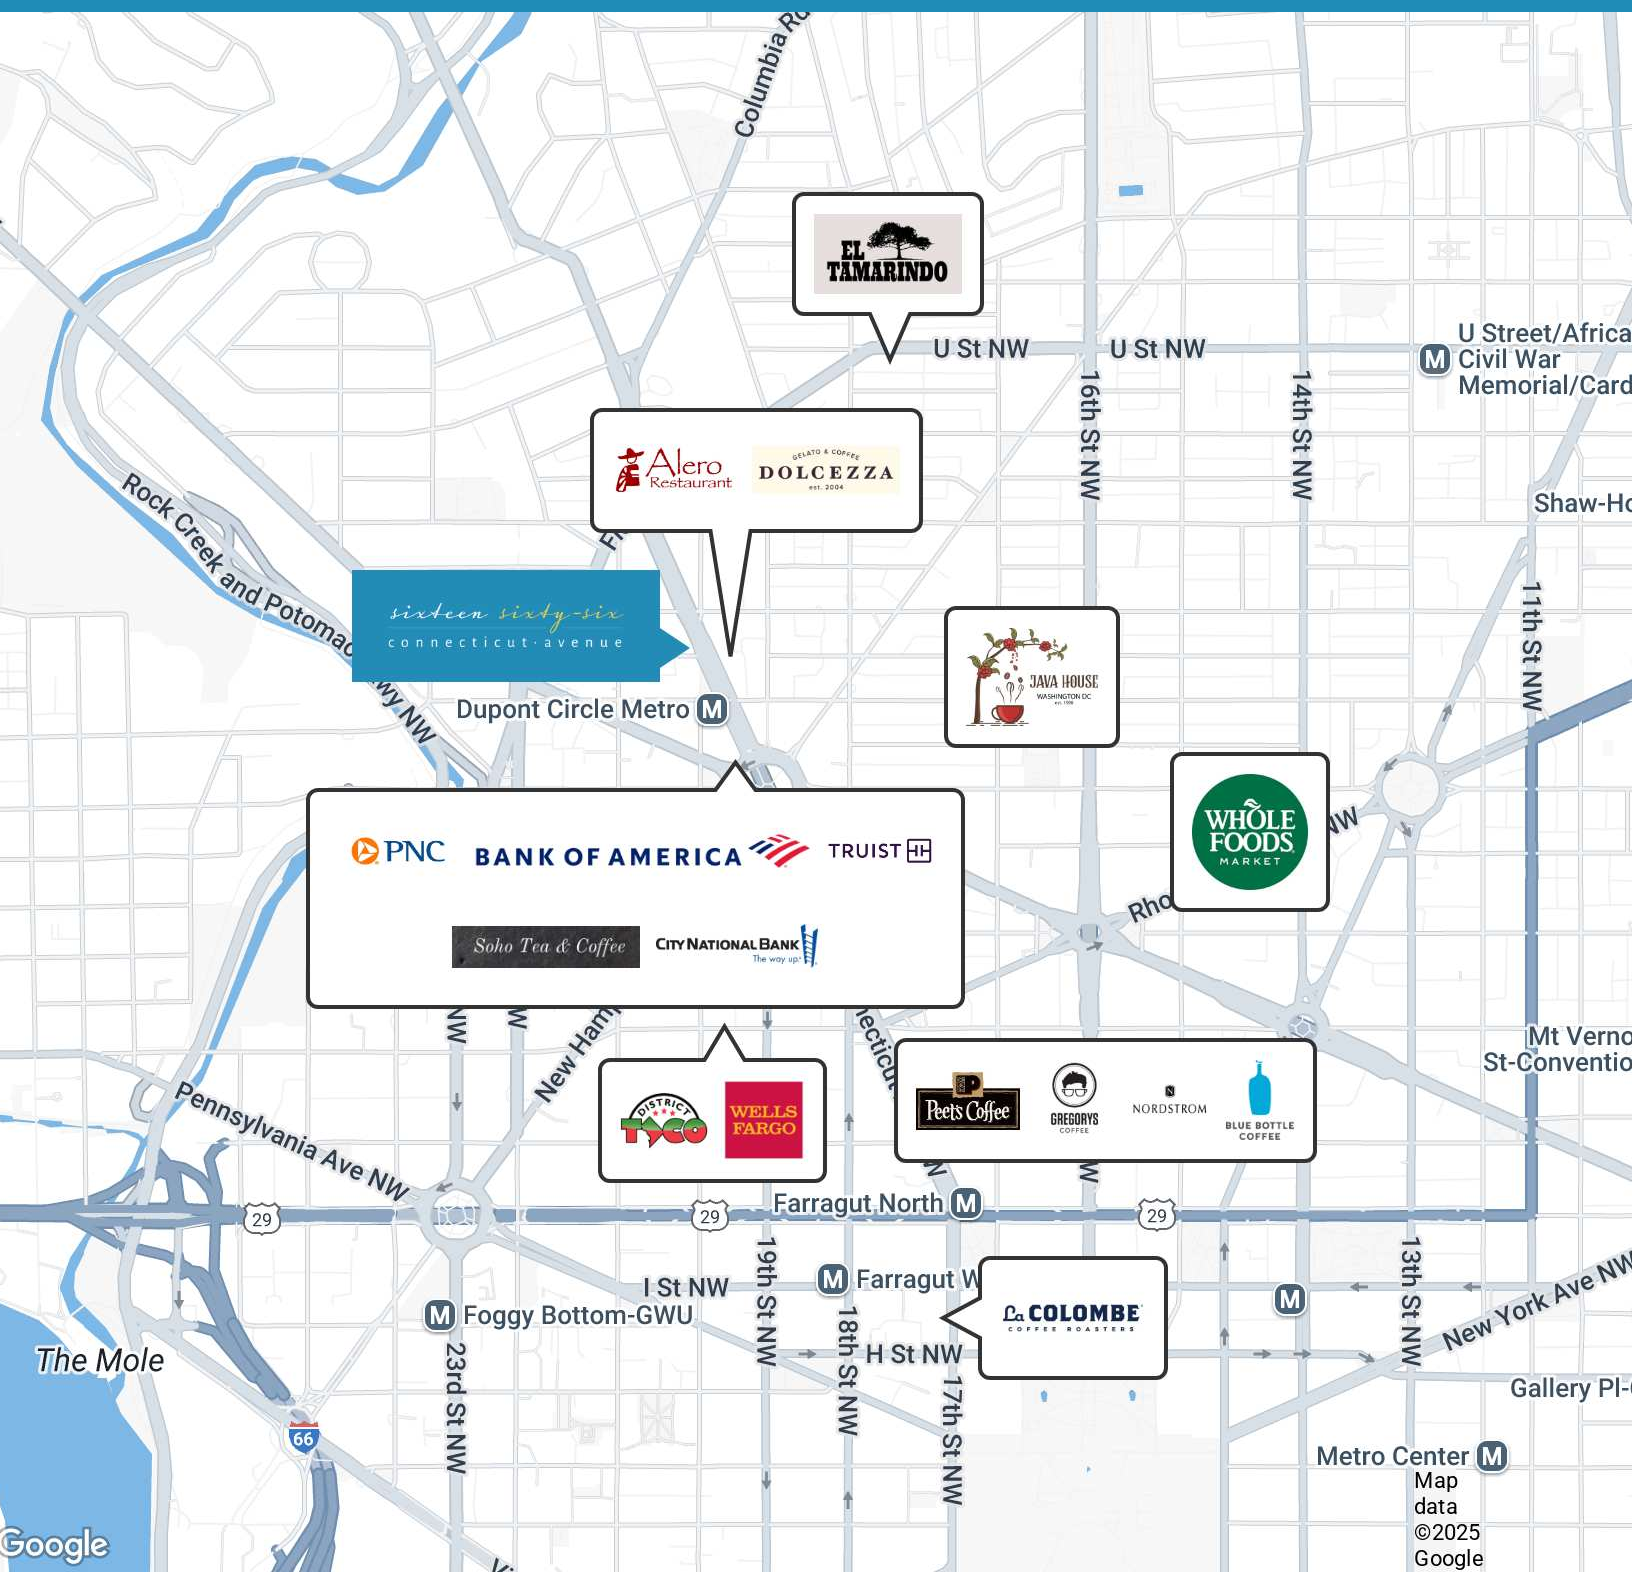 Columbia Rd
EL
TAMARINDO
U St NW
U St NW
U Street/Africa
Civil War
Memorial/Card
M
16th St NW
14th St NW
Alero
Restaurant
GELATO & COFFEE
DOLCEZZA
est. 2004
Shaw-Ho
Rock Creek and Potomac
wy NW
sixteen sixty-six
connecticut·avenue
11th St NW
JAVA HOUSE
WASHINGTON DC
Dupont Circle Metro M
WHOLE
FOODS
MARKET
NW
Rho
PNC
BANK OF AMERICA
TRUIST
Soho Tea & Coffee
CITY NATIONAL BANK
The way up.
NW
W
New Ham
necticut
W
Mt Verno
St-Conventio
Pennsylvania Ave NW
DISTRICT
TACO
WELLS
FARGO
Peet's Coffee
GREGORYS
COFFEE
N
NORDSTROM
BLUE BOTTLE
COFFEE
W
Farragut North M
29
29
29
19th St NW
13th St NW
I St NW
M Farragut W
M Foggy Bottom-GWU
M
La COLOMBE
COFFEE ROASTERS
New York Ave NW
The Mole
23rd St NW
18th St NW
H St NW
17th St NW
Gallery Pl-
66
Metro Center M
Map
data
©2025
Google
Google